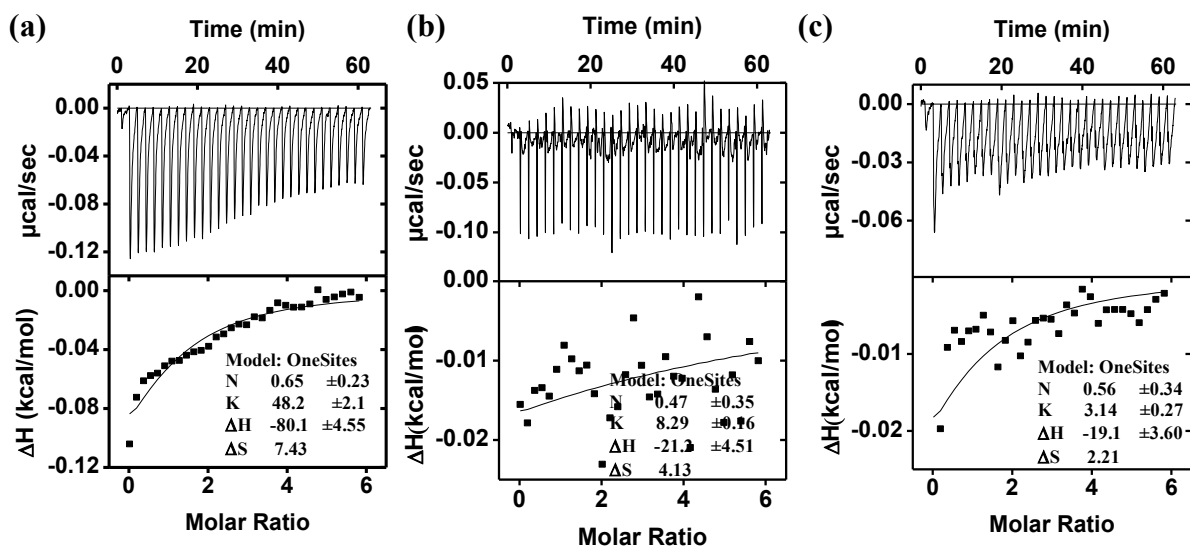 (a)
Time (min)
0 20 40 60
0.00
-0.04
-0.08
-0.12
µcal/sec
0.00
-0.04
-0.08
-0.12
ΔH (kcal/mol)
Model: OneSites
N 0.65 ±0.23
K 48.2 ±2.1
ΔH -80.1 ±4.55
ΔS 7.43
0 2 4 6
Molar Ratio
(b)
Time (min)
0 20 40 60
0.05
0.00
-0.05
-0.10
µcal/sec
0.00
-0.01
-0.02
ΔH(kcal/mol)
Model: OneSites
N 0.47 ±0.35
K 8.29
ΔH ±4.51
ΔS 4.13
0 2 4 6
Molar Ratio
(c)
Time (min)
0 20 40 60
0.00
-0.03
-0.06
µcal/sec
-0.01
-0.02
ΔH(kcal/mol)
Model: OneSites
N 0.56 ±0.34
K 3.14 ±0.27
ΔH -19.1 ±3.60
ΔS 2.21
0 2 4 6
Molar Ratio